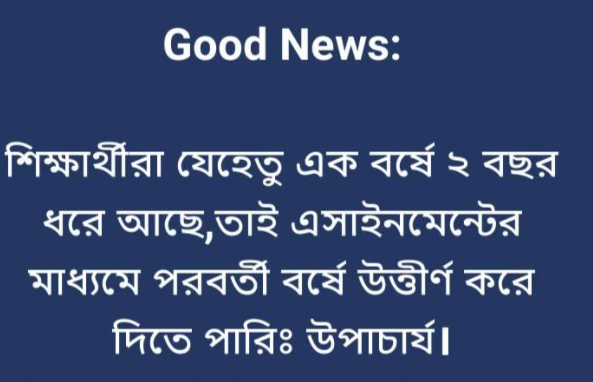 Good News:
শিক্ষার্থীরা যেহেতু এক বর্ষে ২ বছর
ধরে আছে,তাই এসাইনমেন্টের
মাধ্যমে পরবর্তী বর্ষে উত্তীর্ণ করে
দিতে পারিঃ উপাচার্য।